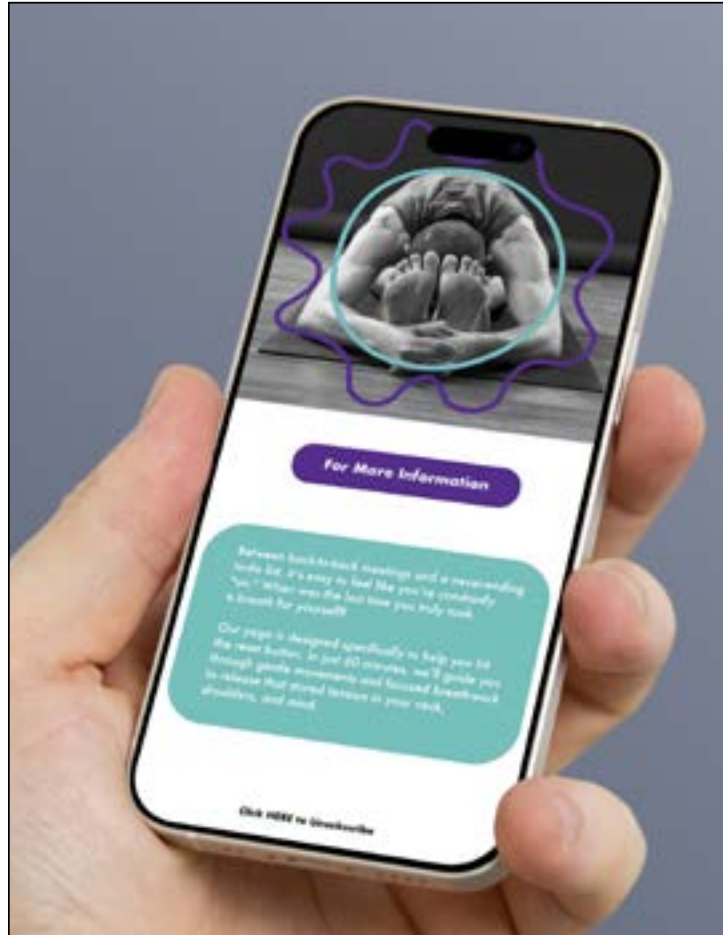 For More Information
Between back-to-back meetings and a never-ending
to-do list, it's easy to feel like you're constantly
"on." When was the last time you truly took
a breath for yourself?
Our yoga is designed specifically to help you hit
the reset button. In just 60 minutes, we'll guide you
through gentle movements and focused breathwork
to release that stored tension in your neck,
shoulders, and mind.
Click HERE to Unsubscribe